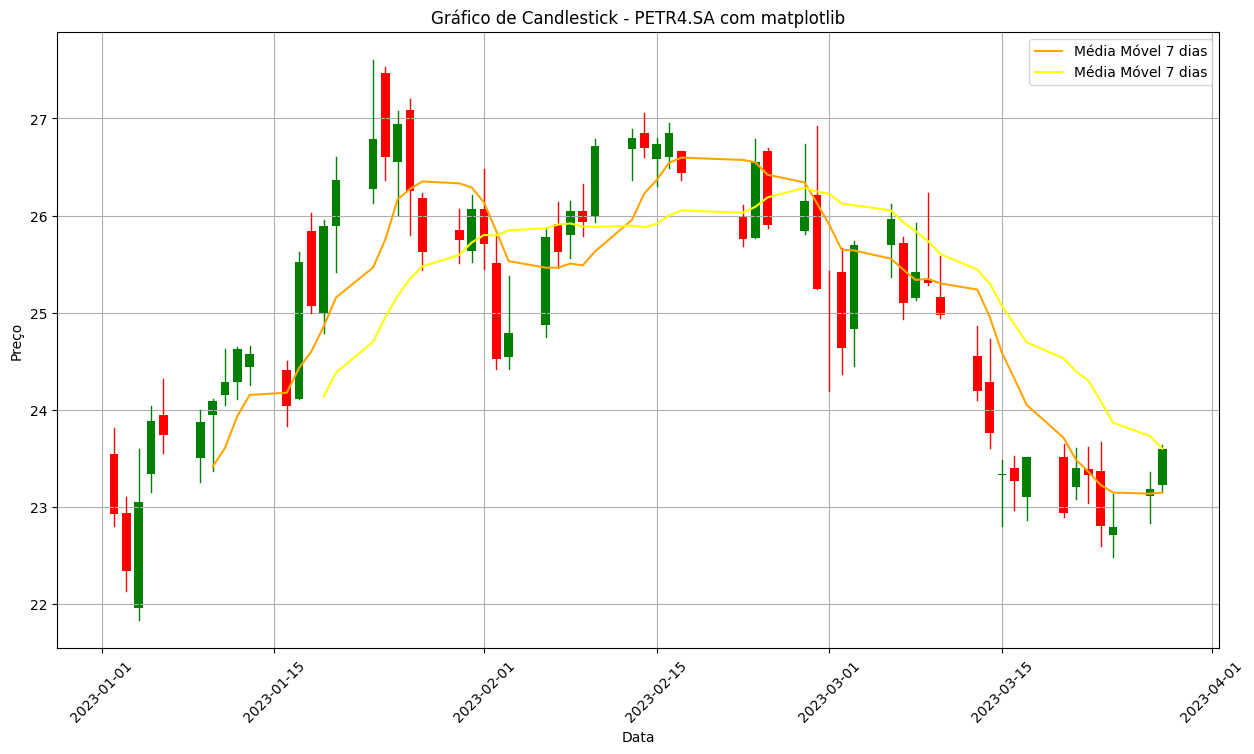 Gráfico de Candlestick - PETR4.SA com matplotlib
Média Móvel 7 dias
Média Móvel 7 dias
Preço
27
26
25
24
23
22
2023-01-01
2023-01-15
2023-02-01
2023-02-15
2023-03-01
2023-03-15
2023-04-01
Data